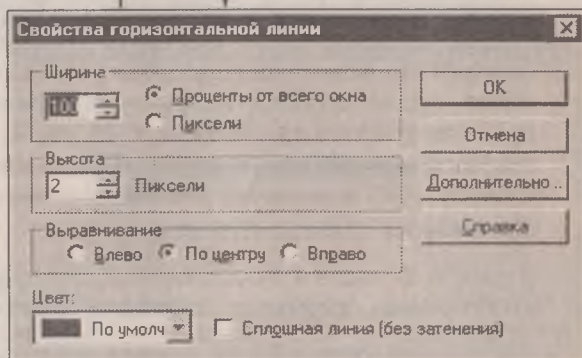 Свойства горизонтальной линии
Ширина
100
Проценты от всего окна
Пиксели
Высота
2 Пиксели
Выравнивание
Влево По центру Вправо
Цвет:
По умолч
Сплошная линия (без затенения)
OK
Отмена
Дополнительно..
Справка